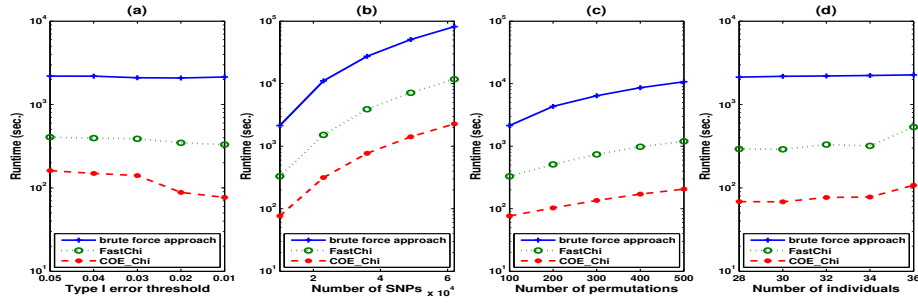 (a)
10^4
10^3
10^2
10^1
Runtime (sec.)
brute force approach
FastChi
COE_Chi
0.05 0.04 0.03 0.02 0.01
Type I error threshold
(b)
10^5
10^4
10^3
10^2
10^1
Runtime (sec.)
brute force approach
FastChi
COE_Chi
2 4 6
Number of SNPs x 10^4
(c)
10^5
10^4
10^3
10^2
10^1
Runtime (sec.)
brute force approach
FastChi
COE_Chi
100 200 300 400 500
Number of permutations
(d)
10^4
10^3
10^2
10^1
Runtime (sec.)
brute force approach
FastChi
COE_Chi
28 30 32 34 36
Number of individuals